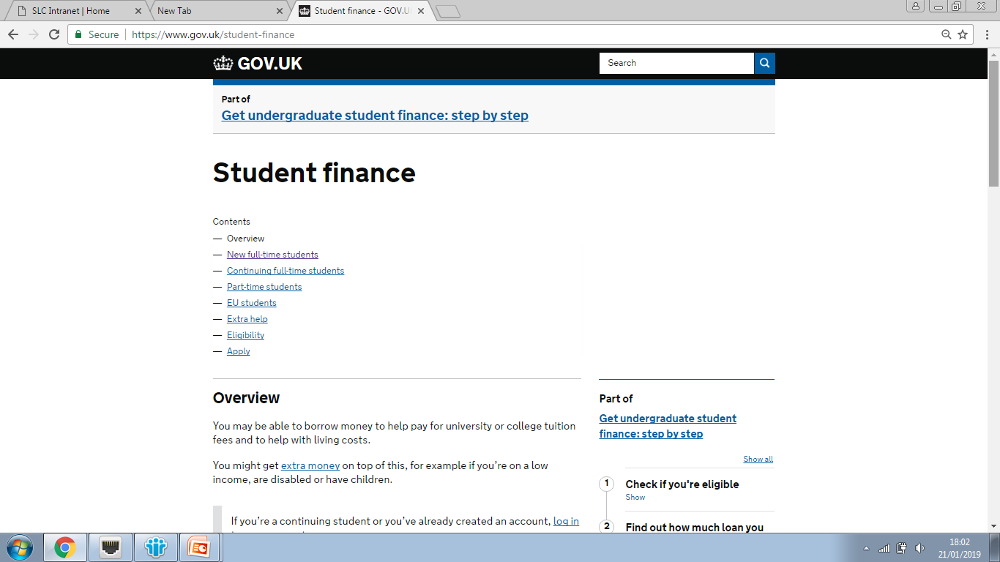 SLC Intranet | Home
New Tab
Student finance - GOV.U
Secure
https://www.gov.uk/student-finance
GOV.UK
Search
Part of
Get undergraduate student finance: step by step
Student finance
Contents
— Overview
— New full-time students
— Continuing full-time students
— Part-time students
— EU students
— Extra help
— Eligibility
— Apply
Overview
You may be able to borrow money to help pay for university or college tuition
fees and to help with living costs.
You might get extra money on top of this, for example if you’re on a low
income, are disabled or have children.
If you’re a continuing student or you’ve already created an account, log in
Part of
Get undergraduate student
finance: step by step
Show all
1 Check if you're eligible
Show
2 Find out how much loan you
18:02
21/01/2019